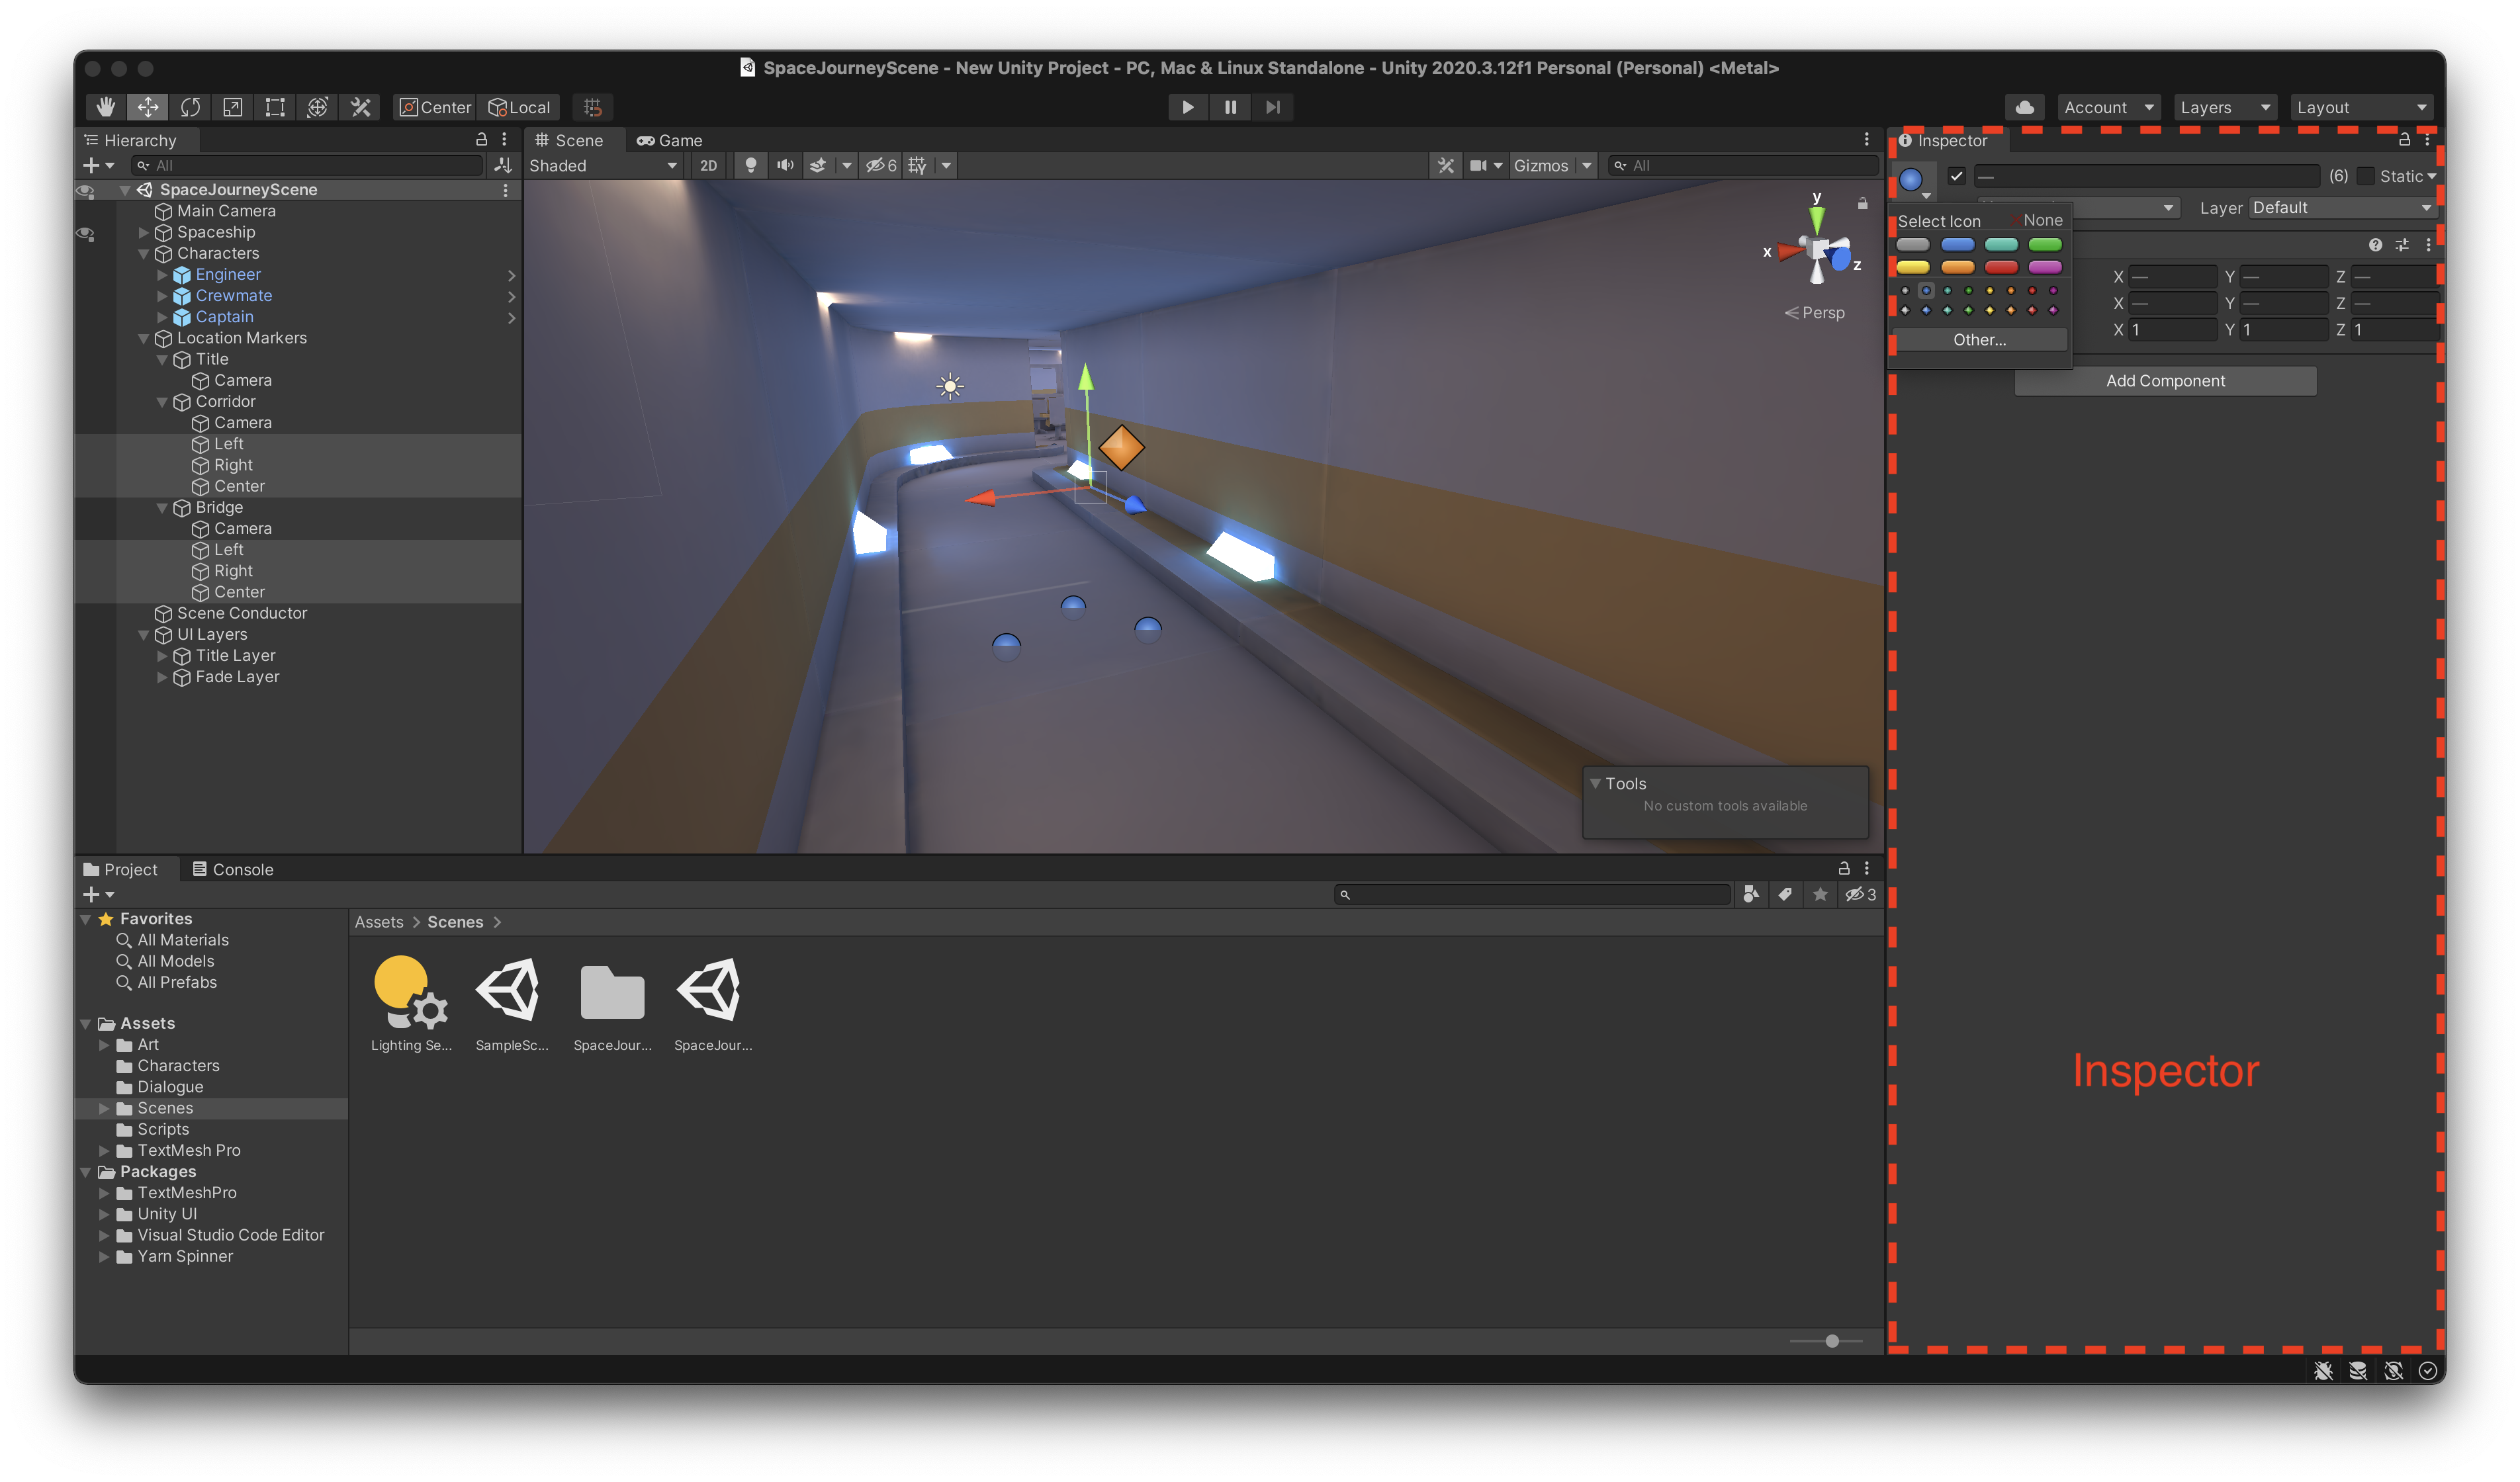 SpaceJourneyScene - New Unity Project - PC, Mac & Linux Standalone - Unity 2020.3.12f1 Personal (Personal) <Metal>
Center
Local
Account
Layers
Layout
Hierarchy
All
SpaceJourneyScene
Main Camera
Spaceship
Characters
Engineer
Crewmate
Captain
Location Markers
Title
Camera
Corridor
Camera
Left
Right
Center
Bridge
Camera
Left
Right
Center
Scene Conductor
UI Layers
Title Layer
Fade Layer
Scene
Game
Shaded
2D
6
Gizmos
All
y
x
z
Persp
Tools
No custom tools available
Inspector
—
(6)
Static
Layer
Default
Select Icon
None
X — Y — Z —
X — Y — Z —
X 1 Y 1 Z 1
Other...
Add Component
Inspector
Project
Console
3
Favorites
All Materials
All Models
All Prefabs
Assets
Art
Characters
Dialogue
Scenes
Scripts
TextMesh Pro
Packages
TextMeshPro
Unity UI
Visual Studio Code Editor
Yarn Spinner
Assets > Scenes >
Lighting Se...
SampleSc...
SpaceJour...
SpaceJour...